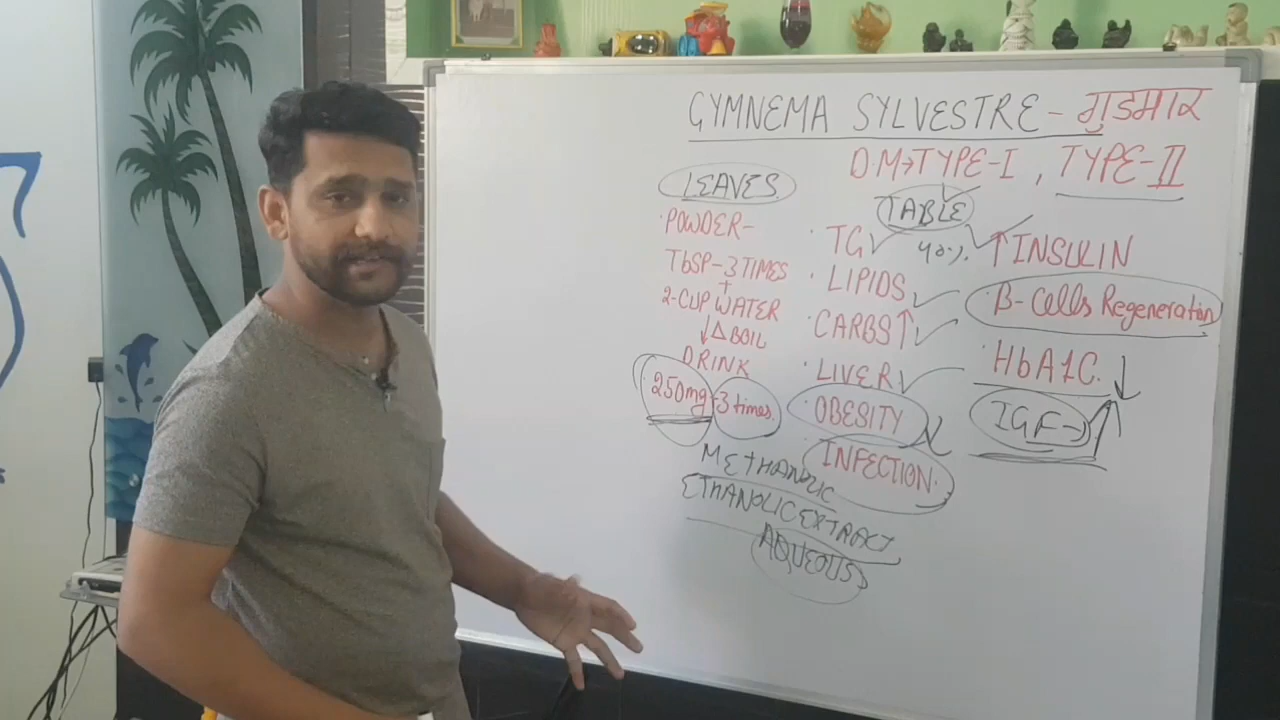 GYMNEMA SYLVESTRE - गुडमार
D.M→TYPE-I, TYPE-II
LEAVES
POWDER-
TbSP-3 TIMES
+
2-CUP WATER
↓ Δ BOIL
DRINK
250mg-3 times.
TABLE
· TG ✓
· LIPIDS
· CARBS↑
· LIVER
· OBESITY
· INFECTION·
40%. ↑INSULIN
· β-Cells Regeneration
· HbA1C. ↓
IGF→↑
METHANOLIC
ETHANOLIC EXTRACT
AQUEOUS